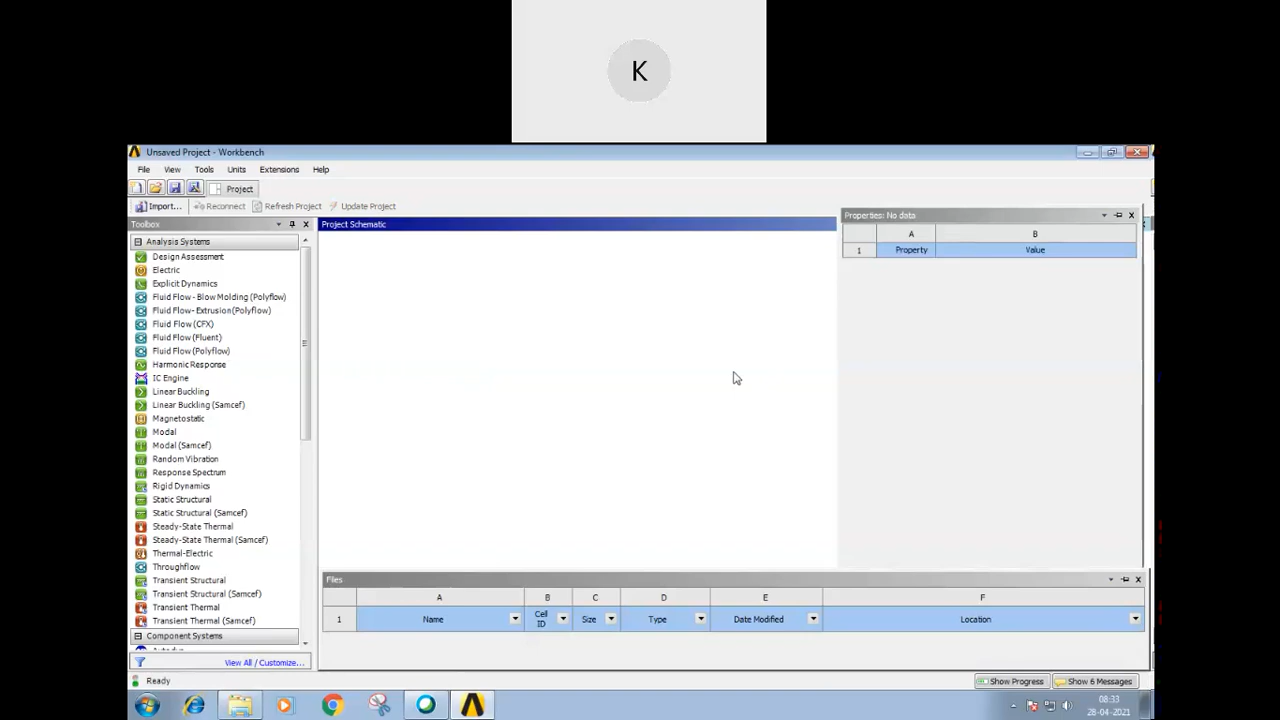 K
Unsaved Project - Workbench
File View Tools Units Extensions Help
Project
Import... Reconnect Refresh Project Update Project
Toolbox
Project Schematic
Properties: No data
A B
1 Property Value
Analysis Systems
Design Assessment
Electric
Explicit Dynamics
Fluid Flow - Blow Molding (Polyflow)
Fluid Flow- Extrusion(Polyflow)
Fluid Flow (CFX)
Fluid Flow (Fluent)
Fluid Flow (Polyflow)
Harmonic Response
IC Engine
Linear Buckling
Linear Buckling (Samcef)
Magnetostatic
Modal
Modal (Samcef)
Random Vibration
Response Spectrum
Rigid Dynamics
Static Structural
Static Structural (Samcef)
Steady-State Thermal
Steady-State Thermal (Samcef)
Thermal-Electric
Throughflow
Transient Structural
Transient Structural (Samcef)
Transient Thermal
Transient Thermal (Samcef)
Component Systems
View All / Customize...
Files
A B C D E F
1 Name Cell ID Size Type Date Modified Location
Ready
Show Progress Show 6 Messages
08:33
28-04-2021